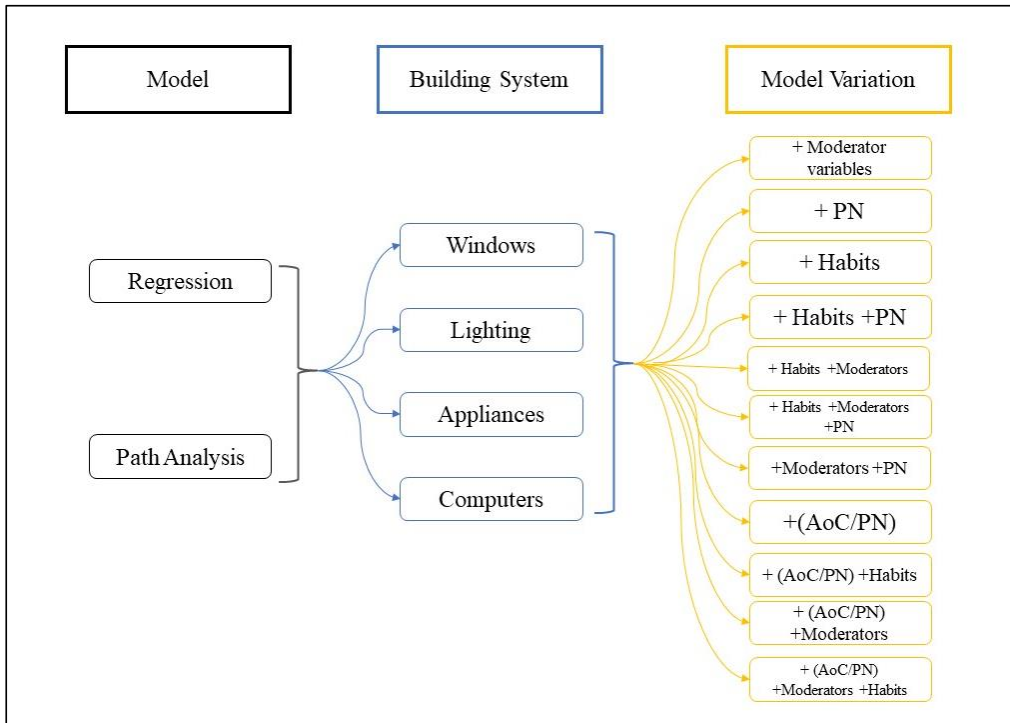 Model
Building System
Model Variation
Regression
Path Analysis
Windows
Lighting
Appliances
Computers
+ Moderator
variables
+ PN
+ Habits
+ Habits +PN
+ Habits +Moderators
+ Habits +Moderators
+PN
+Moderators +PN
+(AoC/PN)
+ (AoC/PN) +Habits
+ (AoC/PN)
+Moderators
+ (AoC/PN)
+Moderators +Habits